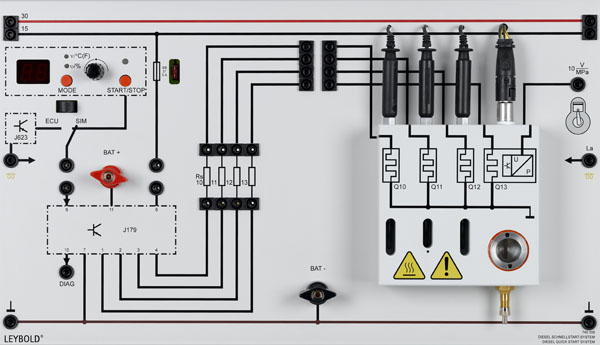 30
15
°C(F)
%
MODE
START/STOP
ECU
SIM
J623
BAT +
Rs
10
11
12
13
10
V
MPa
La
Q10
Q11
Q12
Q13
U
P
8
11
6
J179
10
7
1
2
3
4
DIAG
BAT -
LEYBOLD®
DIESEL SCHNELLSTART-SYSTEM
DIESEL QUICK START SYSTEM